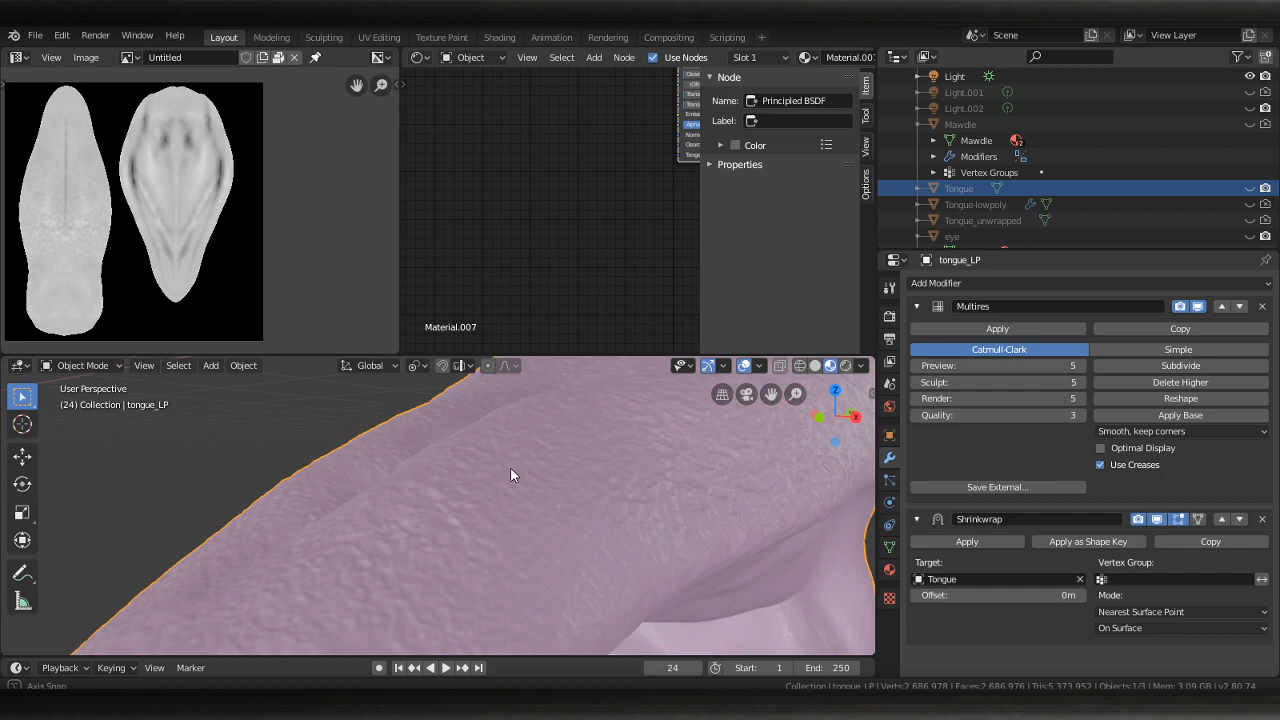 File Edit Render Window Help Layout Modeling Sculpting UV Editing Texture Paint Shading Animation Rendering Compositing Scripting + Scene View Layer
View Image Untitled Object View Select Add Node Use Nodes Slot 1 Material.007
Node
Name: Principled BSDF
Label:
Color
Properties
Item
Tool
View
Options
Material.007
Light
Light.001
Light.002
Mawdle
Mawdle
Modifiers
Vertex Groups
Tongue
Tongue-lowpoly
Tongue_unwrapped
eye
tongue_LP
Add Modifier
Multires
Apply Copy
Catmull-Clark Simple
Preview: 5 Subdivide
Sculpt: 5 Delete Higher
Render: 5 Reshape
Quality: 3 Apply Base
Smooth, keep corners
Optimal Display
Use Creases
Save External...
Shrinkwrap
Apply Apply as Shape Key Copy
Target: Vertex Group:
Tongue
Offset: 0m Mode:
Nearest Surface Point
On Surface
Object Mode View Select Add Object Global
User Perspective
(24) Collection | tongue_LP
Z
X
Playback Keying View Marker 24 Start: 1 End: 250
Axis Snap Collection | tongue_LP | Verts:2,686,978 | Faces:2,686,976 | Tris:5,373,952 | Objects:1/3 | Mem: 3.09 GB | v2.80.74